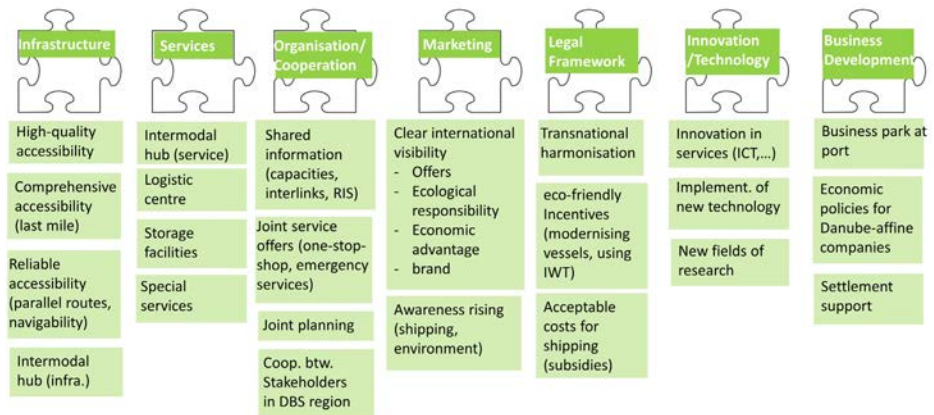 Infrastructure
High-quality
accessibility
Comprehensive
accessibility
(last mile)
Reliable
accessibility
(parallel routes,
navigability)
Intermodal
hub (infra.)
Services
Intermodal
hub (service)
Logistic
centre
Storage
facilities
Special
services
Organisation/
Cooperation
Shared
information
(capacities,
interlinks, RIS)
Joint service
offers (one-stop-
shop, emergency
services)
Joint planning
Coop. btw.
Stakeholders
in DBS region
Marketing
Clear international
visibility
- Offers
- Ecological
responsibility
- Economic
advantage
- brand
Awareness rising
(shipping,
environment)
Legal
Framework
Transnational
harmonisation
eco-friendly
Incentives
(modernising
vessels, using
IWT)
Acceptable
costs for
shipping
(subsidies)
Innovation
/Technology
Innovation in
services (ICT,...)
Implement. of
new technology
New fields of
research
Business
Development
Business park at
port
Economic
policies for
Danube-affine
companies
Settlement
support